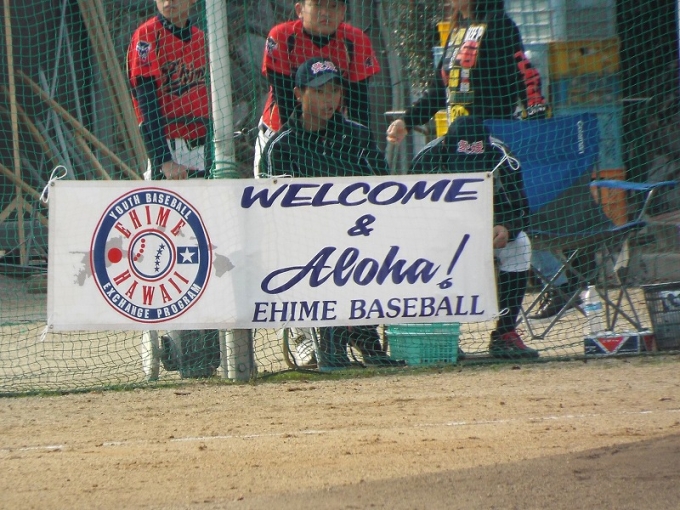 YOUTH BASEBALL
EHIME
HAWAII
EXCHANGE PROGRAM
WELCOME
&
Aloha!
EHIME BASEBALL